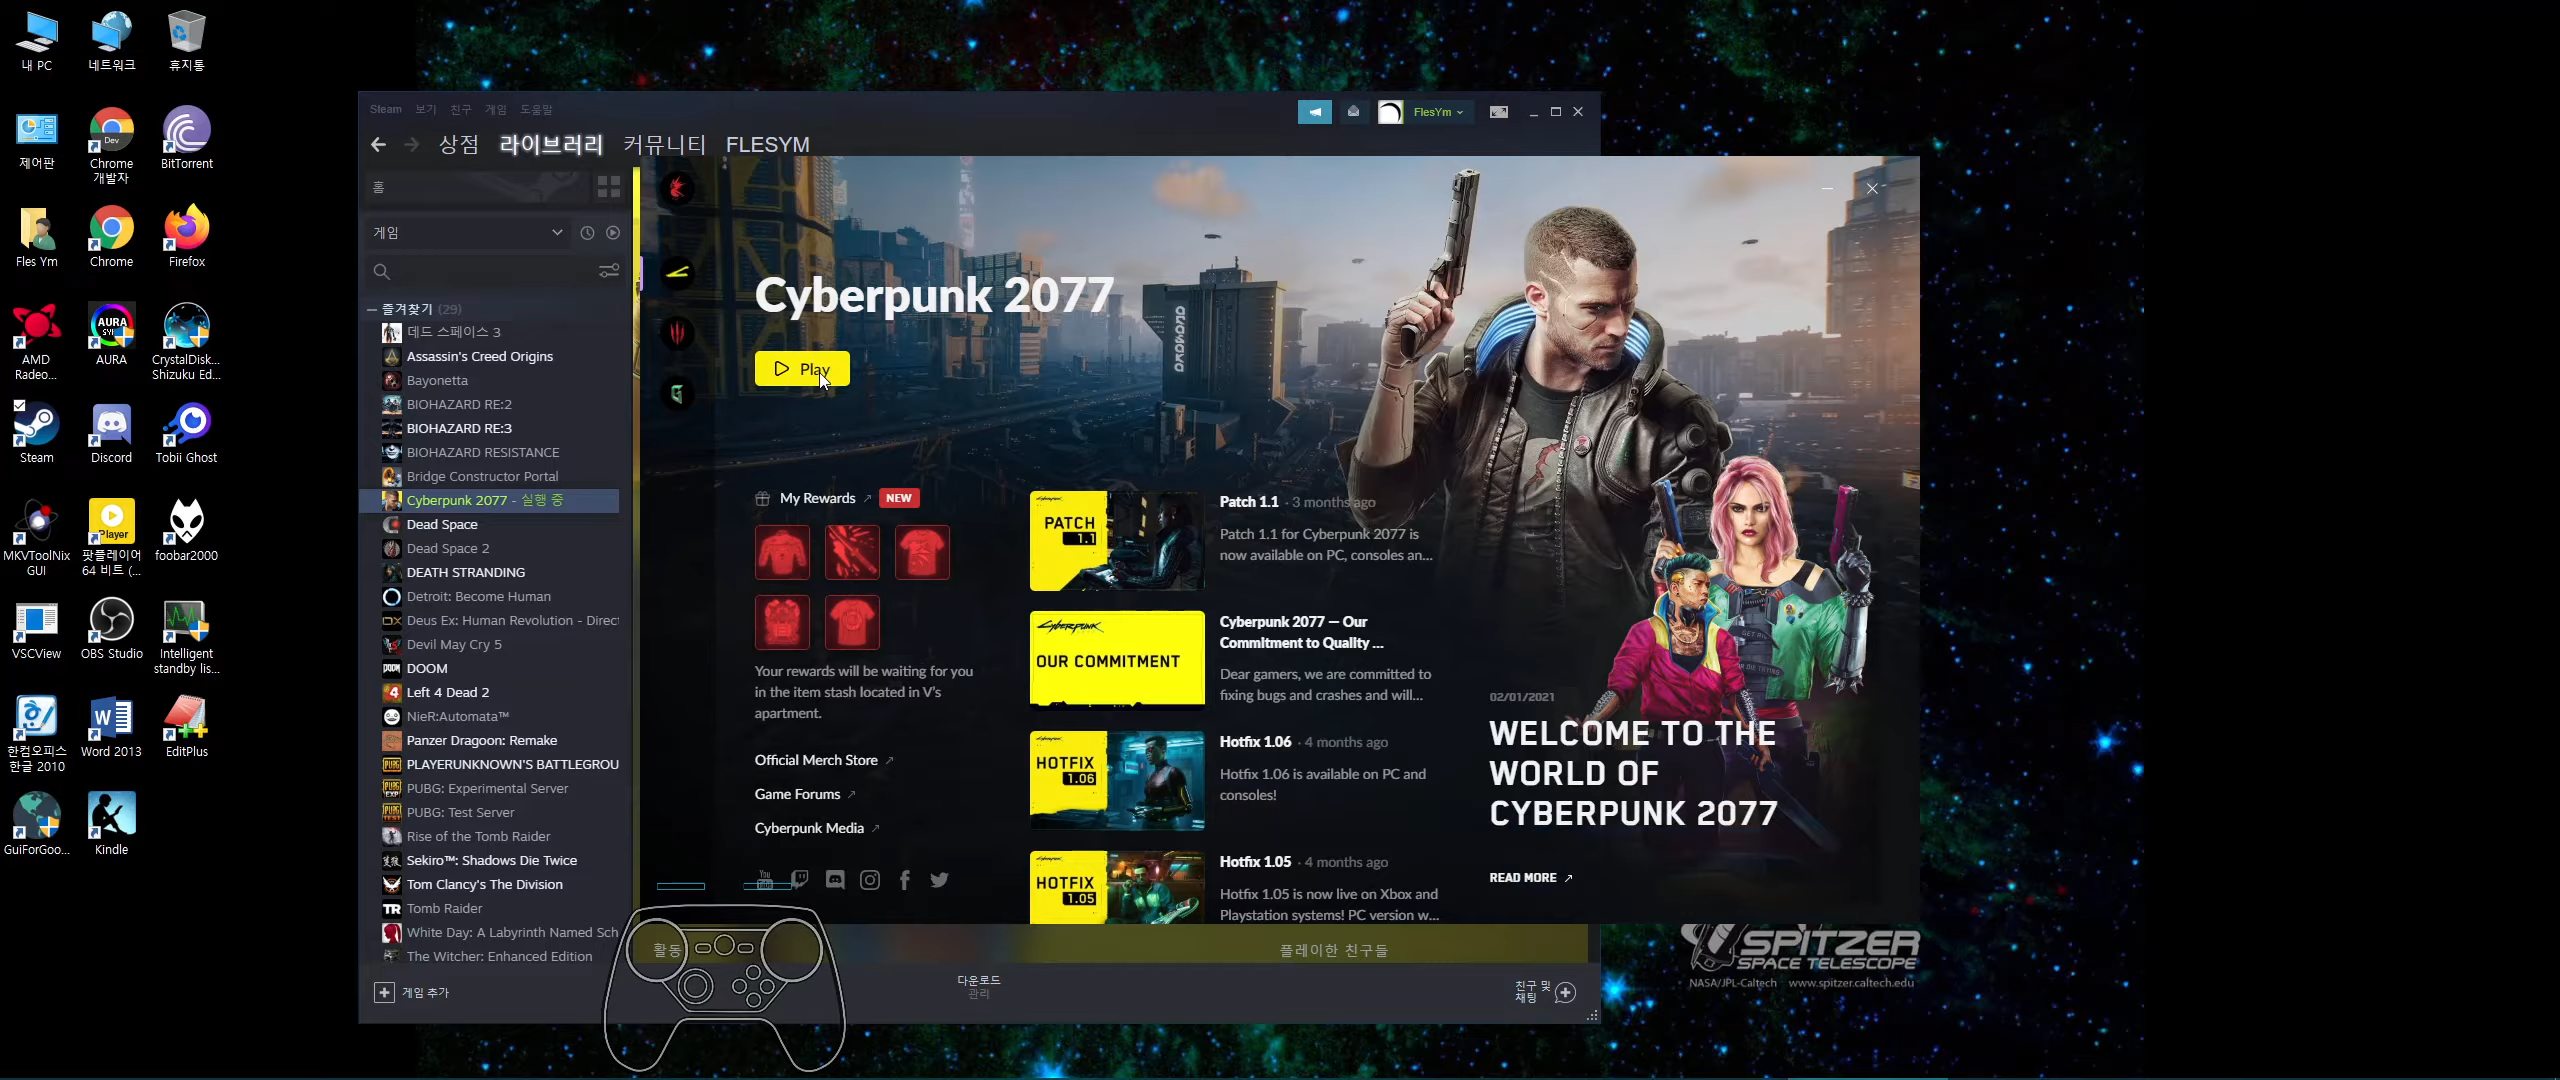 내 PC
네트워크
휴지통
제어판
Dev
Chrome
개발자
BitTorrent
Fles Ym
Chrome
Firefox
AMD
Radeo...
AURA
AURA
CrystalDisk...
Shizuku Ed...
Steam
Discord
Tobii Ghost
MKVToolNix
GUI
Player
팟플레이어
64 비트 (...
foobar2000
VSCView
OBS Studio
Intelligent
standby lis...
한컴오피스
한글 2010
Word 2013
EditPlus
GuiForGoo...
Kindle
Steam 보기 친구 게임 도움말
FlesYm
상점 라이브러리 커뮤니티 FLESYM
홈
게임
즐겨찾기 (29)
데드 스페이스 3
Assassin's Creed Origins
Bayonetta
BIOHAZARD RE:2
BIOHAZARD RE:3
BIOHAZARD RESISTANCE
Bridge Constructor Portal
Cyberpunk 2077 - 실행 중
Dead Space
Dead Space 2
DEATH STRANDING
Detroit: Become Human
Deus Ex: Human Revolution - Direct
Devil May Cry 5
DOOM
Left 4 Dead 2
NieR:Automata™
Panzer Dragoon: Remake
PLAYERUNKNOWN'S BATTLEGROU
PUBG: Experimental Server
PUBG: Test Server
Rise of the Tomb Raider
Sekiro™: Shadows Die Twice
Tom Clancy's The Division
Tomb Raider
White Day: A Labyrinth Named Sch
The Witcher: Enhanced Edition
게임 추가
Cyberpunk 2077
Play
My Rewards NEW
Your rewards will be waiting for you
in the item stash located in V's
apartment.
Official Merch Store
Game Forums
Cyberpunk Media
PATCH
1.1
Patch 1.1 · 3 months ago
Patch 1.1 for Cyberpunk 2077 is
now available on PC, consoles an...
Cyberpunk
OUR COMMITMENT
Cyberpunk 2077 — Our
Commitment to Quality ...
Dear gamers, we are committed to
fixing bugs and crashes and will...
HOTFIX
1.06
Hotfix 1.06 · 4 months ago
Hotfix 1.06 is available on PC and
consoles!
HOTFIX
1.05
Hotfix 1.05 · 4 months ago
Hotfix 1.05 is now live on Xbox and
Playstation systems! PC version w...
02/01/2021
WELCOME TO THE
WORLD OF
CYBERPUNK 2077
READ MORE
활동
플레이한 친구들
다운로드
관리
친구 및
채팅
SPITZER
SPACE TELESCOPE
NASA/JPL-Caltech www.spitzer.caltech.edu